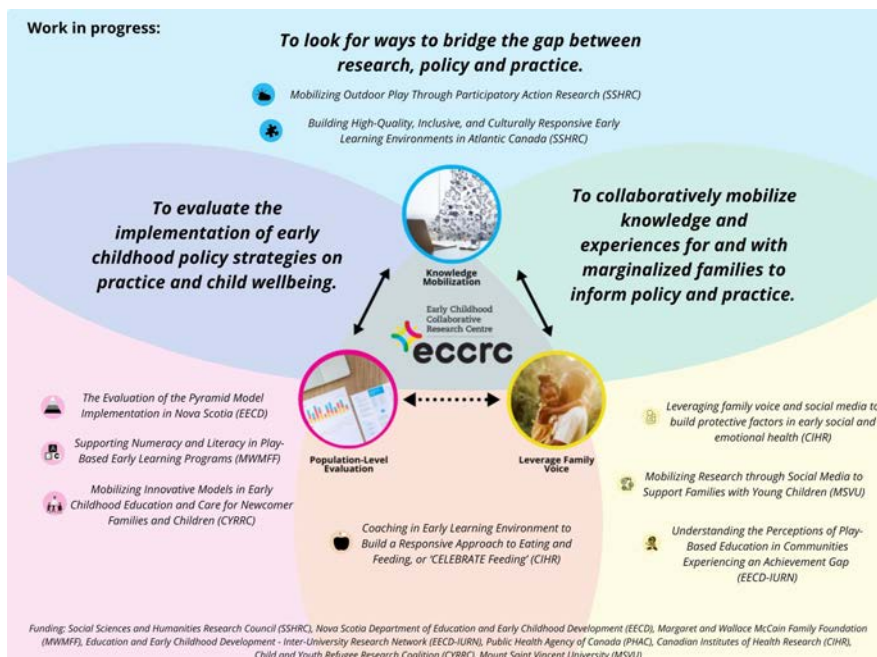 Work in progress:
To look for ways to bridge the gap between
research, policy and practice.
Mobilizing Outdoor Play Through Participatory Action Research (SSHRC)
Building High-Quality, Inclusive, and Culturally Responsive Early
Learning Environments in Atlantic Canada (SSHRC)
To evaluate the
implementation of early
childhood policy strategies on
practice and child wellbeing.
To collaboratively mobilize
knowledge and
experiences for and with
marginalized families to
inform policy and practice.
Knowledge
Mobilization
Early Childhood
Collaborative
Research Centre
eccrc
Population-Level
Evaluation
Leverage Family
Voice
The Evaluation of the Pyramid Model
Implementation in Nova Scotia (EECD)
Supporting Numeracy and Literacy in Play-
Based Early Learning Programs (MWMFF)
Mobilizing Innovative Models in Early
Childhood Education and Care for Newcomer
Families and Children (CYRRC)
Coaching in Early Learning Environment to
Build a Responsive Approach to Eating and
Feeding, or 'CELEBRATE Feeding' (CIHR)
Leveraging family voice and social media to
build protective factors in early social and
emotional health (CIHR)
Mobilizing Research through Social Media to
Support Families with Young Children (MSVU)
Understanding the Perceptions of Play-
Based Education in Communities
Experiencing an Achievement Gap
(EECD-IURN)
Funding: Social Sciences and Humanities Research Council (SSHRC), Nova Scotia Department of Education and Early Childhood Development (EECD), Margaret and Wallace McCain Family Foundation
(MWMFF), Education and Early Childhood Development - Inter-University Research Network (EECD-IURN), Public Health Agency of Canada (PHAC), Canadian Institutes of Health Research (CIHR),
Child and Youth Refugee Research Coalition (CYRRC), Mount Saint Vincent University (MSVU)